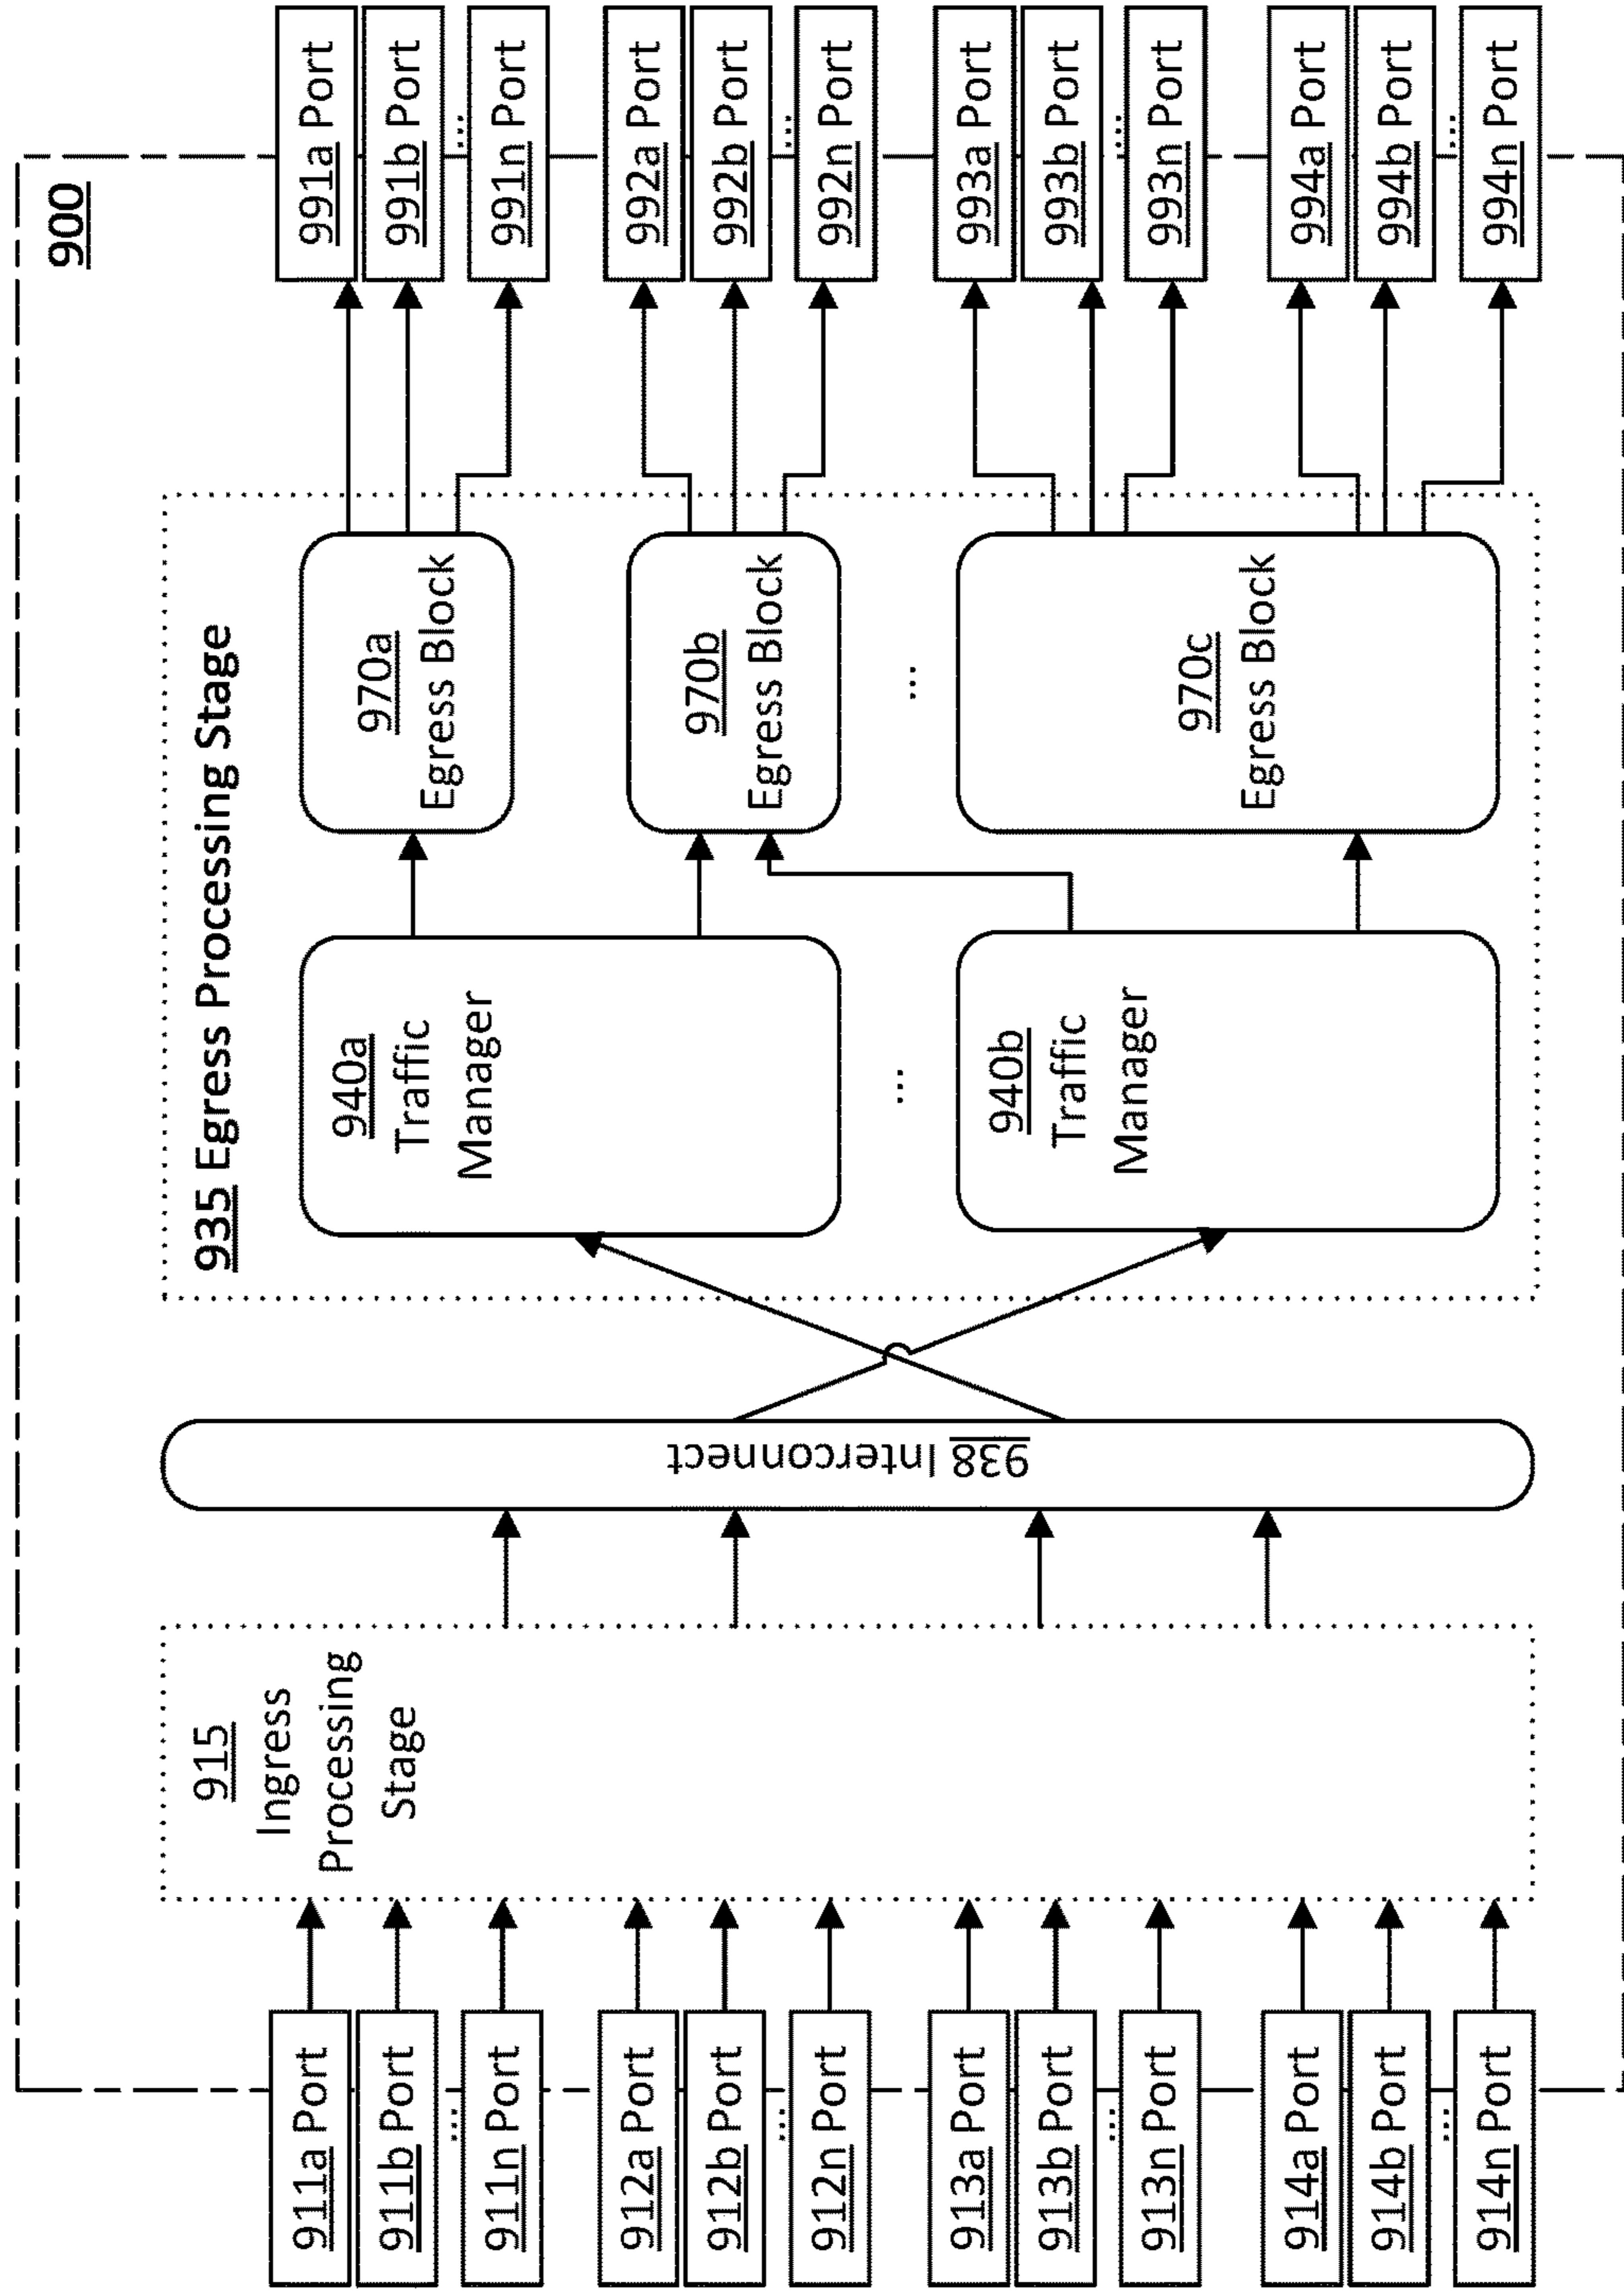 900
911a Port
911b Port
...
911n Port
912a Port
912b Port
...
912n Port
913a Port
913b Port
...
913n Port
914a Port
914b Port
...
914n Port
915
Ingress
Processing
Stage
938 Interconnect
935 Egress Processing Stage
940a
Traffic
Manager
...
940b
Traffic
Manager
970a
Egress Block
970b
Egress Block
...
970c
Egress Block
991a Port
991b Port
...
991n Port
992a Port
992b Port
...
992n Port
993a Port
993b Port
...
993n Port
994a Port
994b Port
...
994n Port